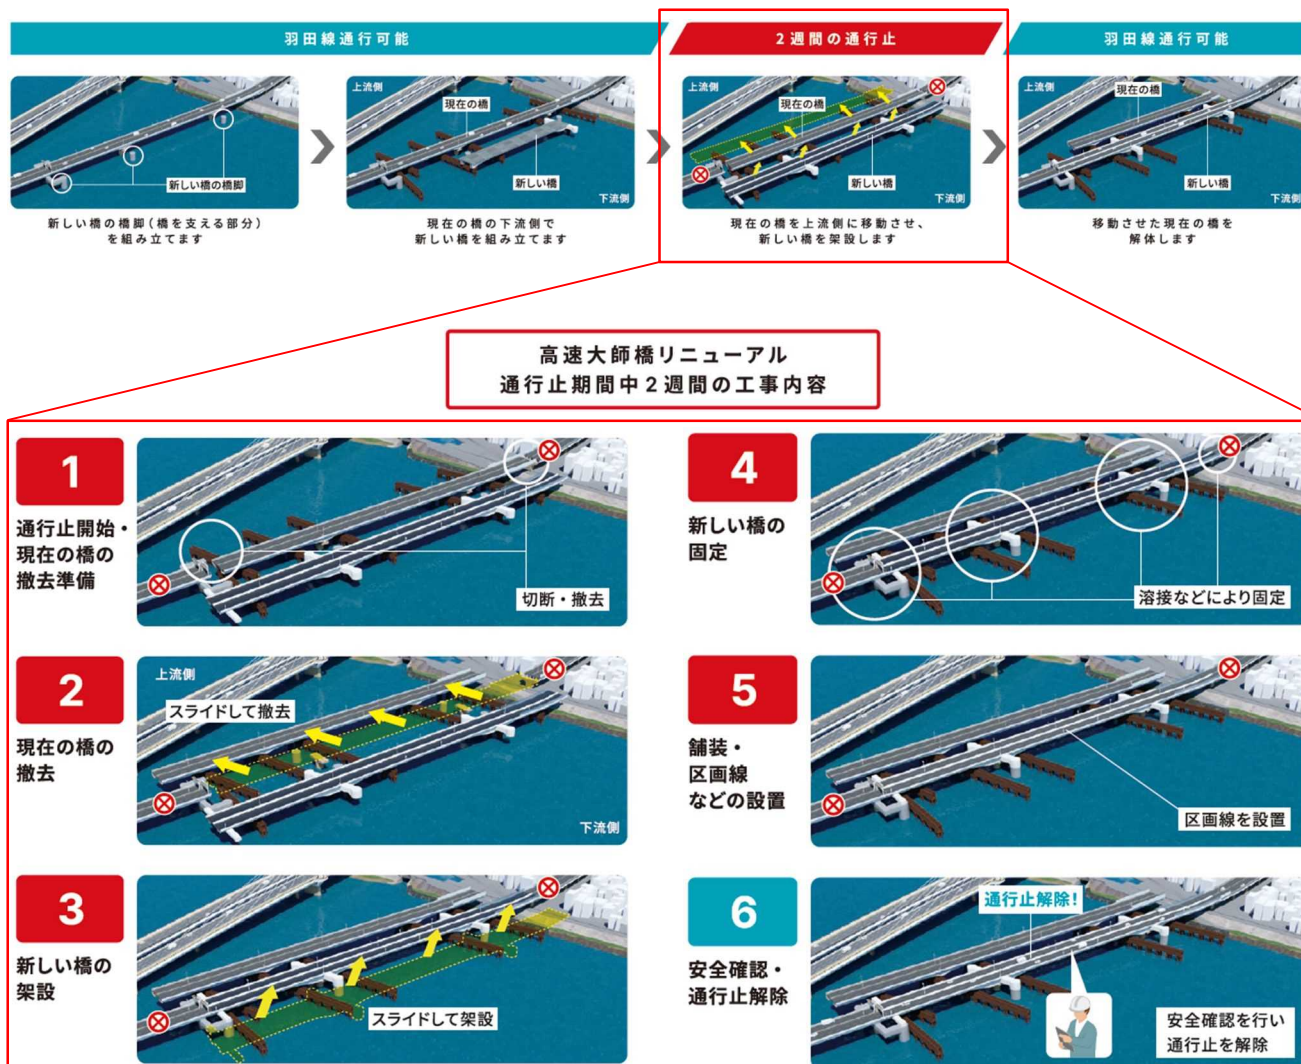 羽田線通行可能
2週間の通行止
羽田線通行可能
新しい橋の橋脚
新しい橋の橋脚(橋を支える部分)
を組み立てます
上流側
現在の橋
新しい橋
下流側
現在の橋の下流側で
新しい橋を組み立てます
上流側
現在の橋
新しい橋
下流側
現在の橋を上流側に移動させ、
新しい橋を架設します
上流側
現在の橋
新しい橋
下流側
移動させた現在の橋を
解体します
高速大師橋リニューアル
通行止期間中2週間の工事内容
1
通行止開始・
現在の橋の
撤去準備
切断・撤去
2
現在の橋の
撤去
上流側
スライドして撤去
下流側
3
新しい橋の
架設
スライドして架設
4
新しい橋の
固定
溶接などにより固定
5
舗装・
区画線
などの設置
区画線を設置
6
安全確認・
通行止解除
通行止解除!
安全確認を行い
通行止を解除